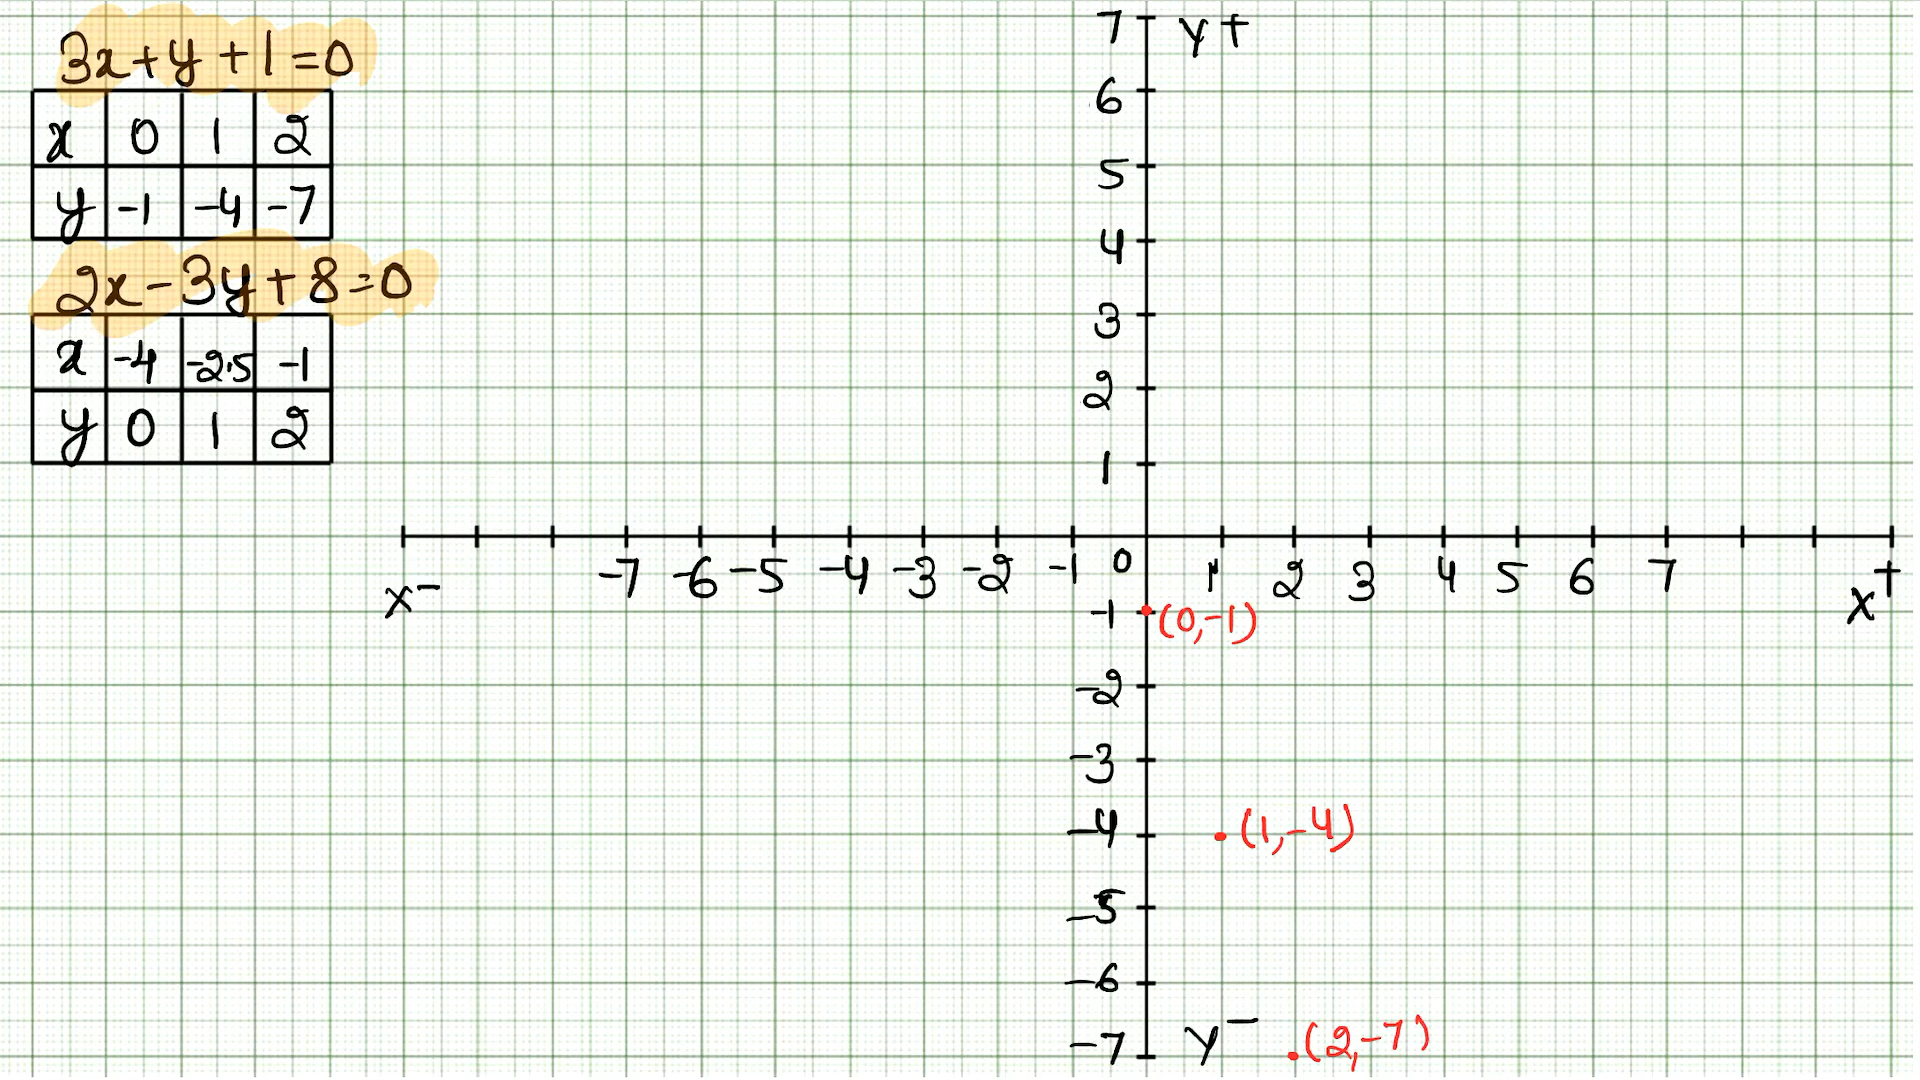 3x+y+1=0
x 0 1 2
y -1 -4 -7
2x-3y+8=0
x -4 -2.5 -1
y 0 1 2
y+
7
6
5
4
3
2
1
-7 -6 -5 -4 -3 -2 -1 0 1 2 3 4 5 6 7
x- x+
-1 (0,-1)
-2
-3
-4 (1,-4)
-5
-6
-7 y- (2,-7)